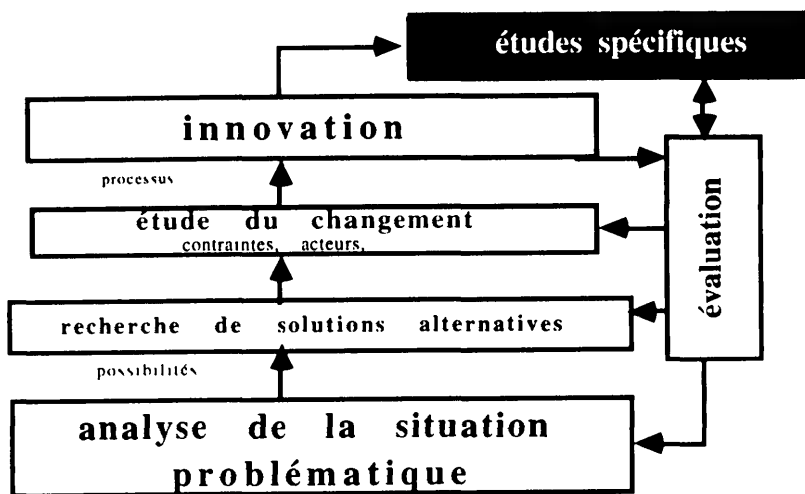 études spécifiques
innovation
processus
étude du changement
contraintes, acteurs,
évaluation
recherche de solutions alternatives
possibilités
analyse de la situation
problématique